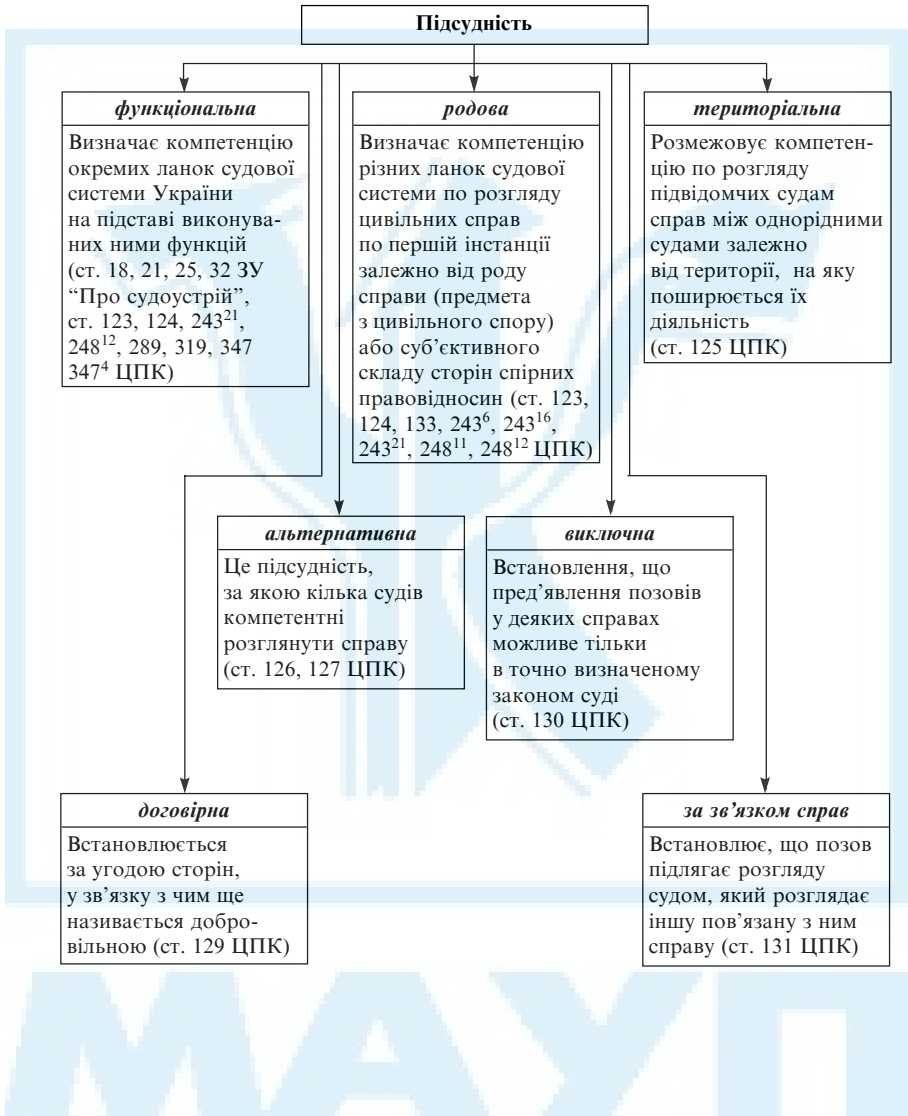 Підсудність
функціональна
Визначає компетенцію
окремих ланок судової
системи України
на підставі виконува-
них ними функцій
(ст. 18, 21, 25, 32 ЗУ
“Про судоустрій”,
ст. 123, 124, 243²¹,
248¹², 289, 319, 347
347⁴ ЦПК)
родова
Визначає компетенцію
різних ланок судової
системи по розгляду
цивільних справ
по першій інстанції
залежно від роду
справи (предмета
з цивільного спору)
або суб’єктивного
складу сторін спірних
правовідносин (ст. 123,
124, 133, 243⁶, 243¹⁶,
243²¹, 248¹¹, 248¹² ЦПК)
територіальна
Розмежовує компетен-
цію по розгляду
підвідомчих судам
справ між однорідними
судами залежно
від території, на яку
поширюється їх
діяльність
(ст. 125 ЦПК)
альтернативна
Це підсудність,
за якою кілька судів
компетентні
розглянути справу
(ст. 126, 127 ЦПК)
виключна
Встановлення, що
пред’явлення позовів
у деяких справах
можливе тільки
в точно визначеному
законом суді
(ст. 130 ЦПК)
договірна
Встановлюється
за угодою сторін,
у зв’язку з чим ще
називається добро-
вільною (ст. 129 ЦПК)
за зв’язком справ
Встановлює, що позов
підлягає розгляду
судом, який розглядає
іншу пов’язану з ним
справу (ст. 131 ЦПК)
МАУП